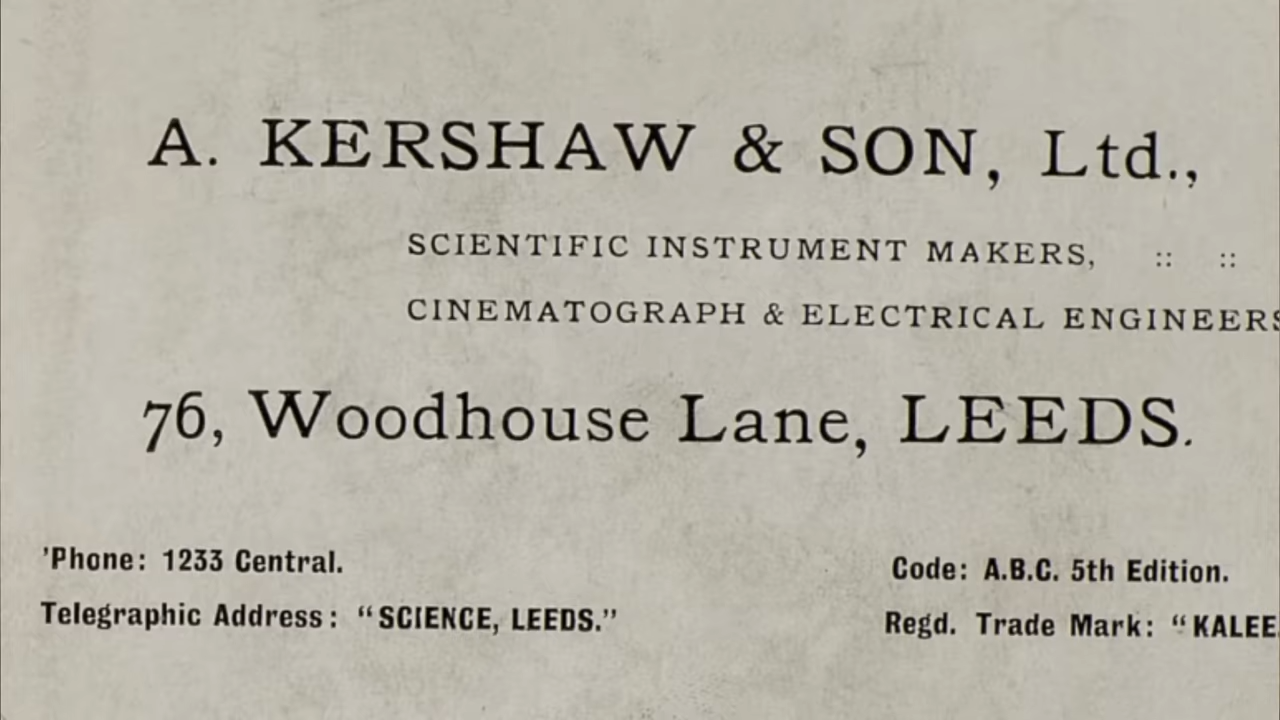 A. KERSHAW & SON, Ltd.,
SCIENTIFIC INSTRUMENT MAKERS, :: ::
CINEMATOGRAPH & ELECTRICAL ENGINEERS
76, Woodhouse Lane, LEEDS.
'Phone: 1233 Central. Code: A.B.C. 5th Edition.
Telegraphic Address: "SCIENCE, LEEDS." Regd. Trade Mark: "KALEE